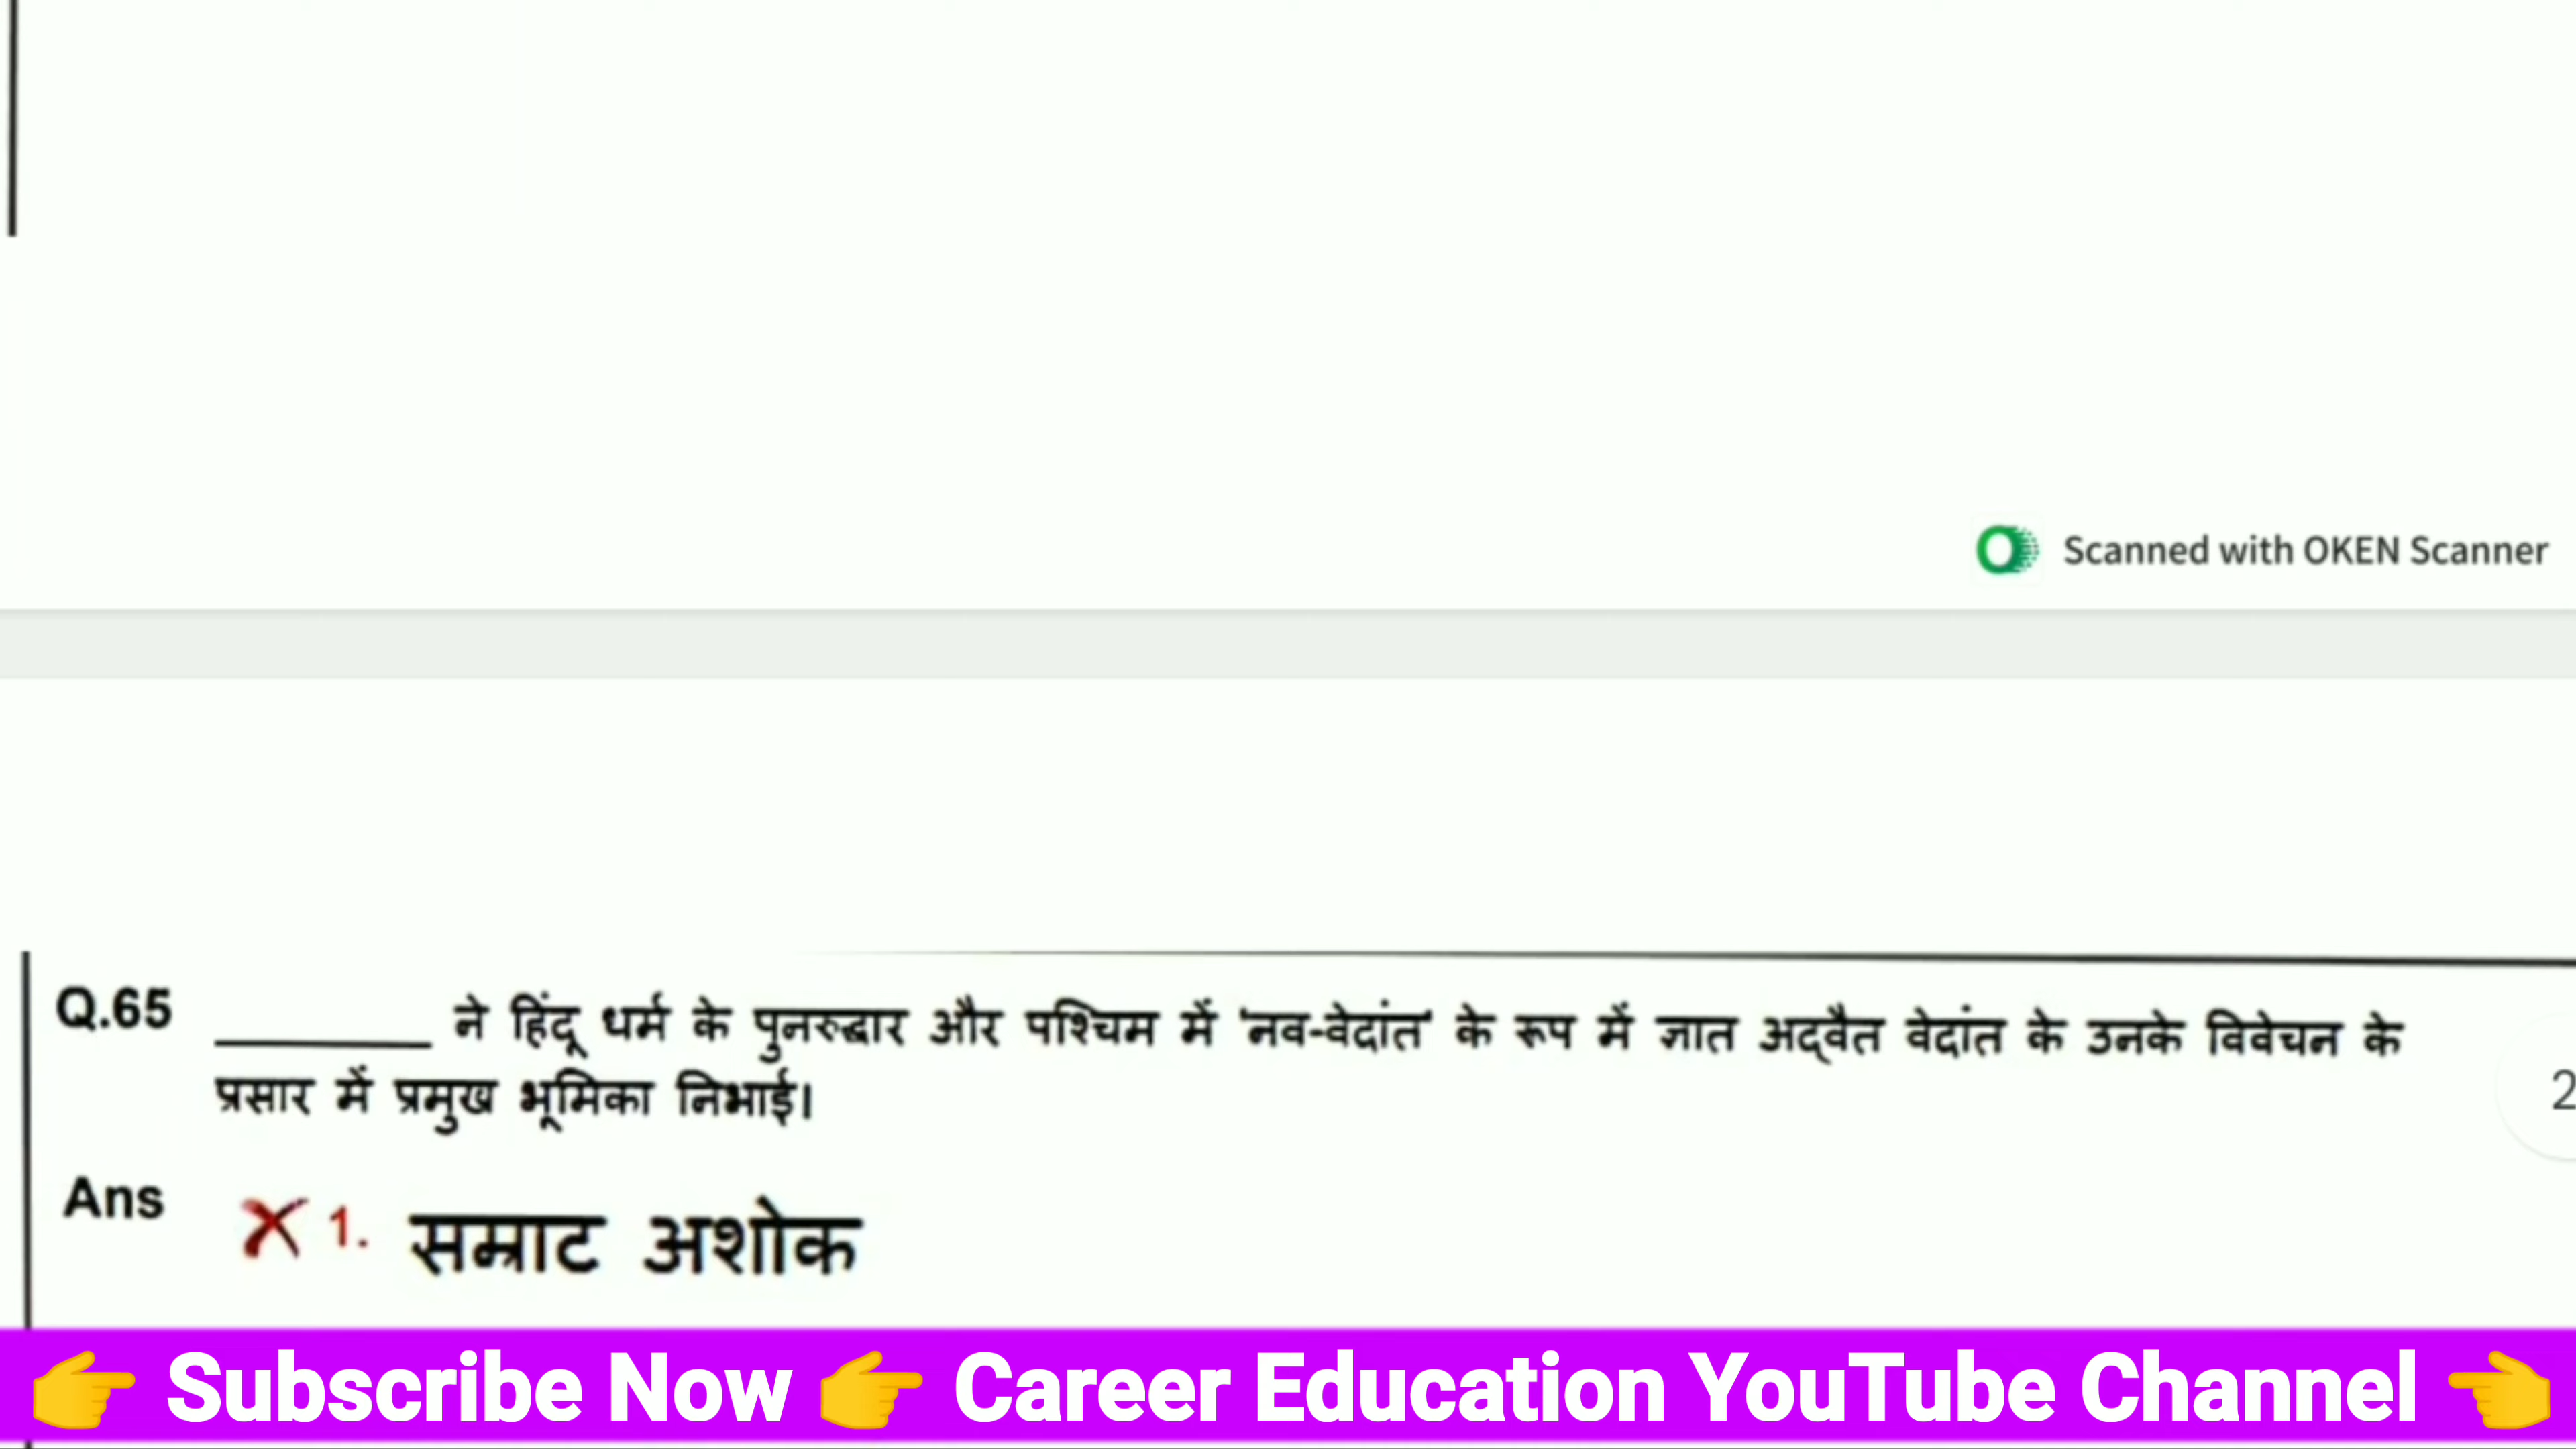 Scanned with OKEN Scanner
Q.65 ________ ने हिंदू धर्म के पुनरुद्धार और पश्चिम में 'नव-वेदांत' के रूप में ज्ञात अद्वैत वेदांत के उनके विवेचन के
2
प्रसार में प्रमुख भूमिका निभाई।
Ans X 1. सम्राट अशोक
👉 Subscribe Now 👉 Career Education YouTube Channel 👈